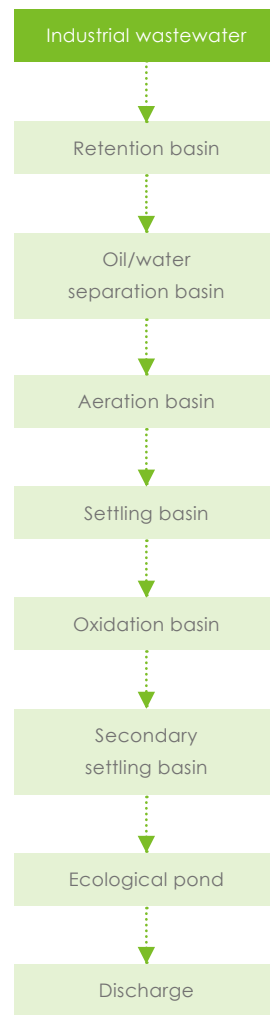 Industrial wastewater
Retention basin
Oil/water
separation basin
Aeration basin
Settling basin
Oxidation basin
Secondary
settling basin
Ecological pond
Discharge